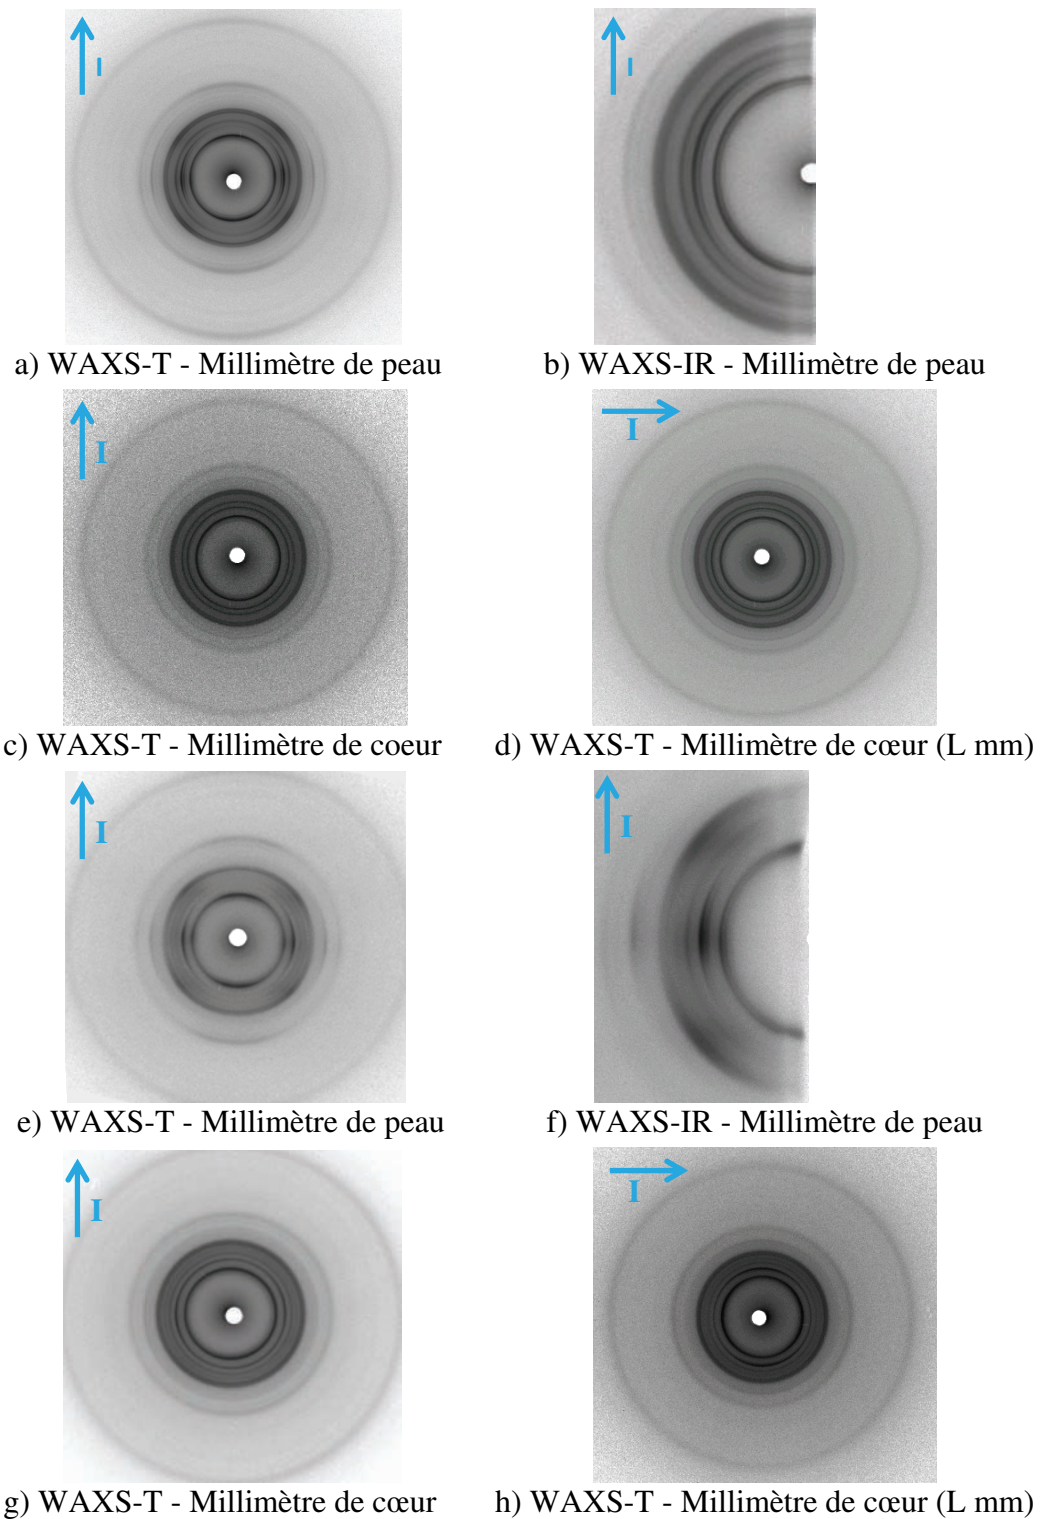 I
I
a) WAXS-T - Millimètre de peau
b) WAXS-IR - Millimètre de peau
I
I
c) WAXS-T - Millimètre de coeur
d) WAXS-T - Millimètre de cœur (L mm)
I
I
e) WAXS-T - Millimètre de peau
f) WAXS-IR - Millimètre de peau
I
I
g) WAXS-T - Millimètre de cœur
h) WAXS-T - Millimètre de cœur (L mm)